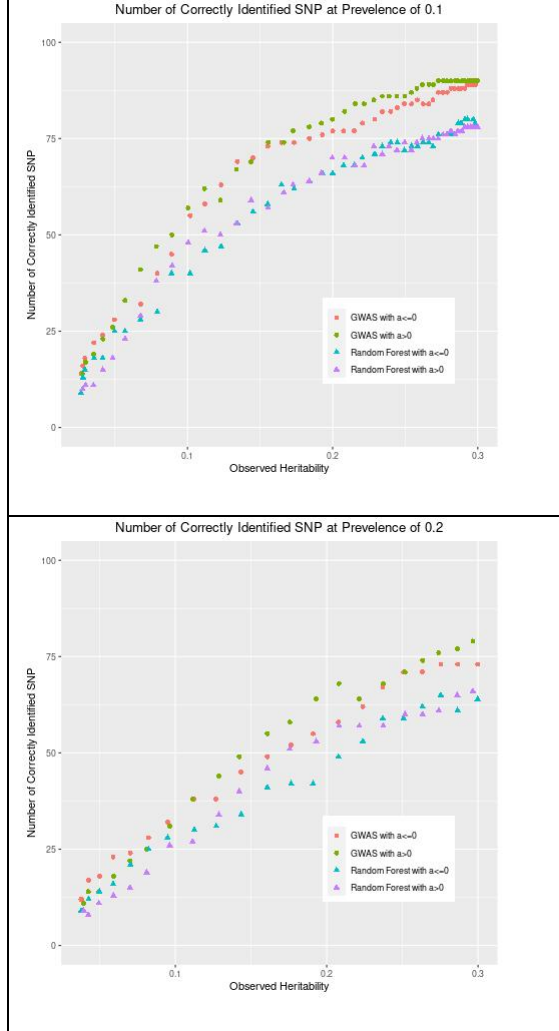 Number of Correctly Identified SNP at Prevelence of 0.1
100
75
50
25
0
Number of Correctly Identified SNP
GWAS with a<=0
GWAS with a>0
Random Forest with a<=0
Random Forest with a>0
0.1
0.2
0.3
Observed Heritability
Number of Correctly Identified SNP at Prevelence of 0.2
100
75
50
25
0
Number of Correctly Identified SNP
GWAS with a<=0
GWAS with a>0
Random Forest with a<=0
Random Forest with a>0
0.1
0.2
0.3
Observed Heritability